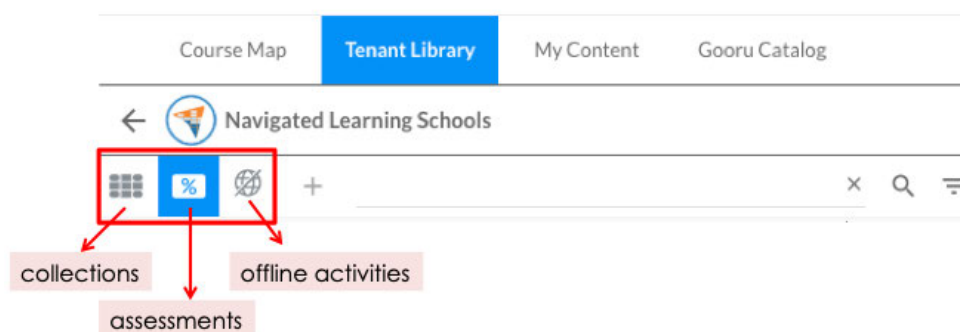 Course Map Tenant Library My Content Gooru Catalog
Navigated Learning Schools
%
collections offline activities
assessments